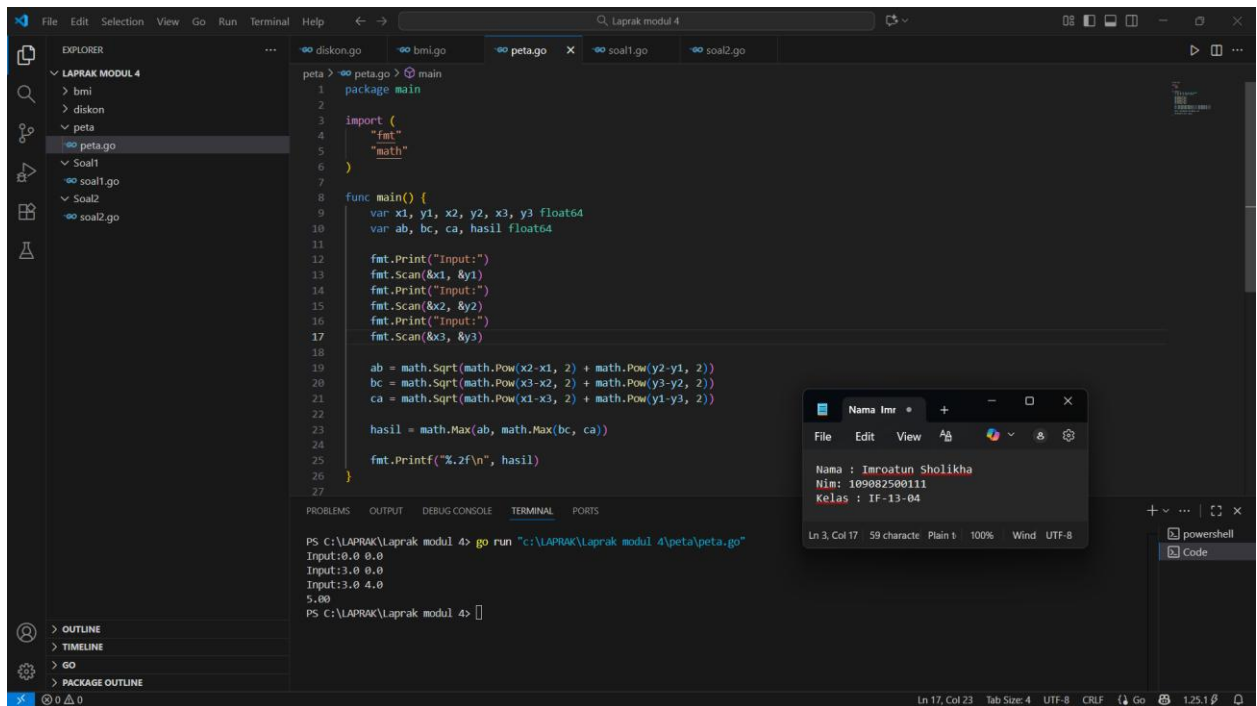 File Edit Selection View Go Run Terminal Help
Laprak modul 4
EXPLORER
LAPRAK MODUL 4
bmi
diskon
peta
peta.go
Soal1
soal1.go
Soal2
soal2.go
OUTLINE
TIMELINE
GO
PACKAGE OUTLINE
diskon.go bmi.go peta.go soal1.go soal2.go
peta > peta.go > main
1 package main
2
3 import (
4 "fmt"
5 "math"
6 )
7
8 func main() {
9 var x1, y1, x2, y2, x3, y3 float64
10 var ab, bc, ca, hasil float64
11
12 fmt.Print("Input:")
13 fmt.Scan(&x1, &y1)
14 fmt.Print("Input:")
15 fmt.Scan(&x2, &y2)
16 fmt.Print("Input:")
17 fmt.Scan(&x3, &y3)
18
19 ab = math.Sqrt(math.Pow(x2-x1, 2) + math.Pow(y2-y1, 2))
20 bc = math.Sqrt(math.Pow(x3-x2, 2) + math.Pow(y3-y2, 2))
21 ca = math.Sqrt(math.Pow(x1-x3, 2) + math.Pow(y1-y3, 2))
22
23 hasil = math.Max(ab, math.Max(bc, ca))
24
25 fmt.Printf("%.2f\n", hasil)
26 }
27
Nama Imr
File Edit View
Nama : Imroatun Sholikha
Nim: 109082500111
Kelas : IF-13-04
Ln 3, Col 17 59 characte Plain t 100% Wind UTF-8
PROBLEMS OUTPUT DEBUG CONSOLE TERMINAL PORTS
PS C:\LAPRAK\Laprak modul 4> go run "c:\LAPRAK\Laprak modul 4\peta\peta.go"
Input:0.0 0.0
Input:3.0 0.0
Input:3.0 4.0
5.00
PS C:\LAPRAK\Laprak modul 4>
powershell
Code
0 0
Ln 17, Col 23 Tab Size: 4 UTF-8 CRLF Go 1.25.1